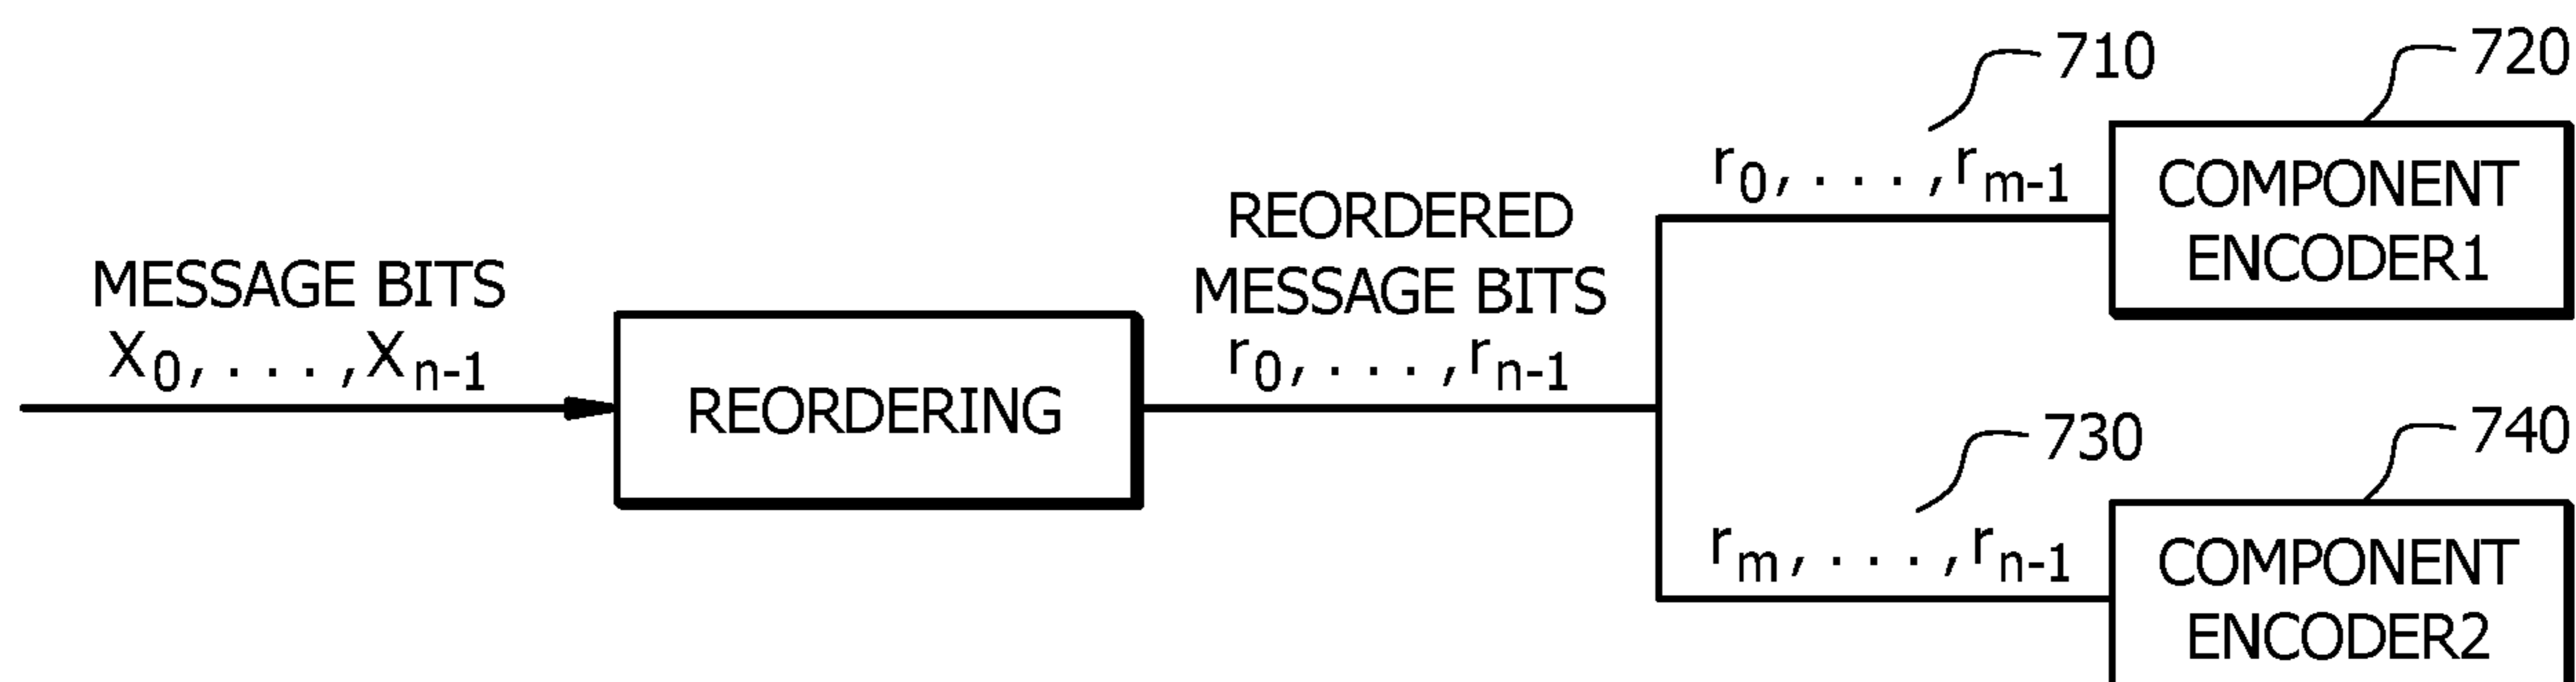 MESSAGE BITS
X0, . . . ,Xn-1
REORDERING
REORDERED
MESSAGE BITS
r0, . . . ,rn-1
710
r0, . . . ,rm-1
720
COMPONENT
ENCODER1
730
rm, . . . ,rn-1
740
COMPONENT
ENCODER2